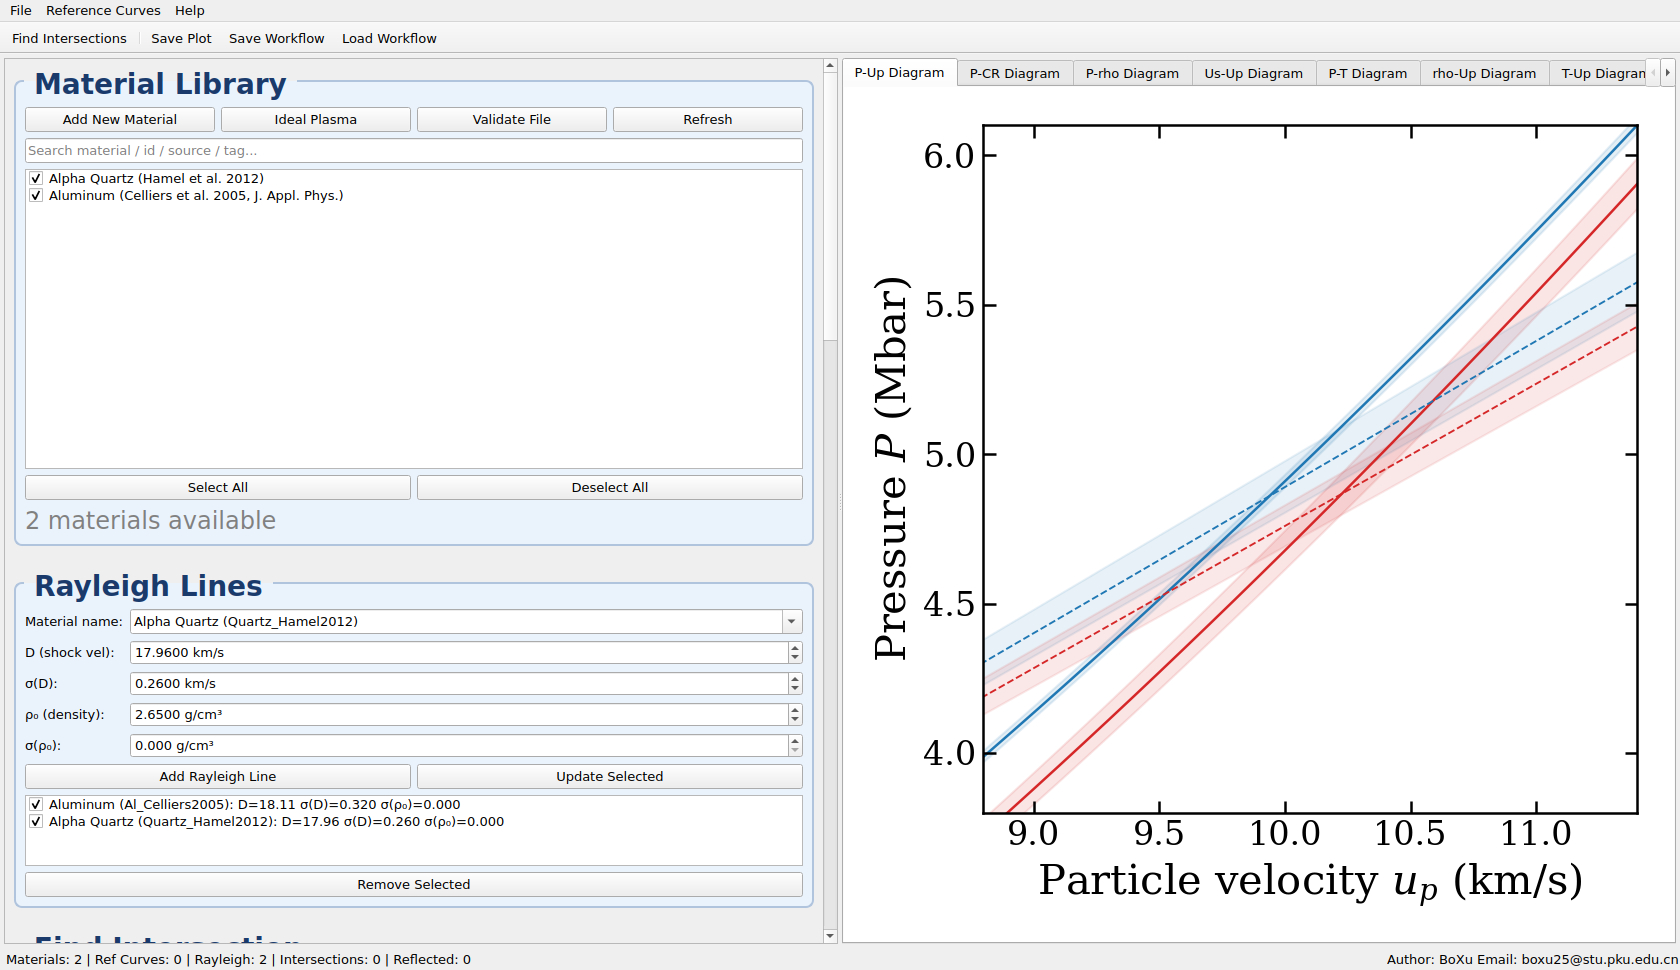 File Reference Curves Help
Find Intersections Save Plot Save Workflow Load Workflow
Material Library
Add New Material Ideal Plasma Validate File Refresh
Search material / id / source / tag...
Alpha Quartz (Hamel et al. 2012)
Aluminum (Celliers et al. 2005, J. Appl. Phys.)
Select All Deselect All
2 materials available
Rayleigh Lines
Material name: Alpha Quartz (Quartz_Hamel2012)
D (shock vel): 17.9600 km/s
σ(D): 0.2600 km/s
ρ₀ (density): 2.6500 g/cm³
σ(ρ₀): 0.000 g/cm³
Add Rayleigh Line Update Selected
Aluminum (Al_Celliers2005): D=18.11 σ(D)=0.320 σ(ρ₀)=0.000
Alpha Quartz (Quartz_Hamel2012): D=17.96 σ(D)=0.260 σ(ρ₀)=0.000
Remove Selected
Find Intersection
P-Up Diagram P-CR Diagram P-rho Diagram Us-Up Diagram P-T Diagram rho-Up Diagram T-Up Diagram
Pressure P (Mbar)
6.0
5.5
5.0
4.5
4.0
9.0 9.5 10.0 10.5 11.0
Particle velocity uₚ (km/s)
Materials: 2 | Ref Curves: 0 | Rayleigh: 2 | Intersections: 0 | Reflected: 0
Author: BoXu Email: boxu25@stu.pku.edu.cn